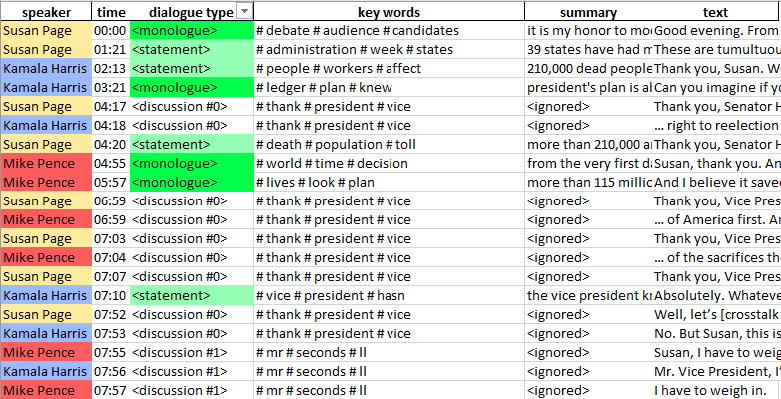 speaker time dialogue type key words summary text
Susan Page 00:00 <monologue> # debate # audience # candidates it is my honor to mo Good evening. From
Susan Page 01:21 <statement> # administration # week # states 39 states have had m These are tumultuou
Kamala Harris 02:13 <statement> # people # workers # affect 210,000 dead people Thank you, Susan. W
Kamala Harris 03:21 <monologue> # ledger # plan # knew president's plan is al Can you imagine if yo
Susan Page 04:17 <discussion #0> # thank # president # vice <ignored> Thank you, Senator H
Kamala Harris 04:18 <discussion #0> # thank # president # vice <ignored> … right to reelection
Susan Page 04:20 <statement> # death # population # toll more than 210,000 a Thank you, Senator H
Mike Pence 04:55 <monologue> # world # time # decision from the very first d Susan, thank you. An
Mike Pence 05:57 <monologue> # lives # look # plan more than 115 millic And I believe it save
Susan Page 06:59 <discussion #0> # thank # president # vice <ignored> Thank you, Vice Pres
Mike Pence 06:59 <discussion #0> # thank # president # vice <ignored> … of America first. Ar
Susan Page 07:03 <discussion #0> # thank # president # vice <ignored> Thank you, Vice Pres
Mike Pence 07:04 <discussion #0> # thank # president # vice <ignored> … of the sacrifices the
Susan Page 07:07 <discussion #0> # thank # president # vice <ignored> Thank you, Vice Pres
Kamala Harris 07:10 <statement> # vice # president # hasn the vice president k Absolutely. Whateve
Susan Page 07:52 <discussion #0> # thank # president # vice <ignored> Well, let's [crosstalk
Kamala Harris 07:53 <discussion #0> # thank # president # vice <ignored> No. But Susan, this is
Mike Pence 07:55 <discussion #1> # mr # seconds # ll <ignored> Susan, I have to weig
Kamala Harris 07:56 <discussion #1> # mr # seconds # ll <ignored> Mr. Vice President, I'
Mike Pence 07:57 <discussion #1> # mr # seconds # ll <ignored> I have to weigh in.